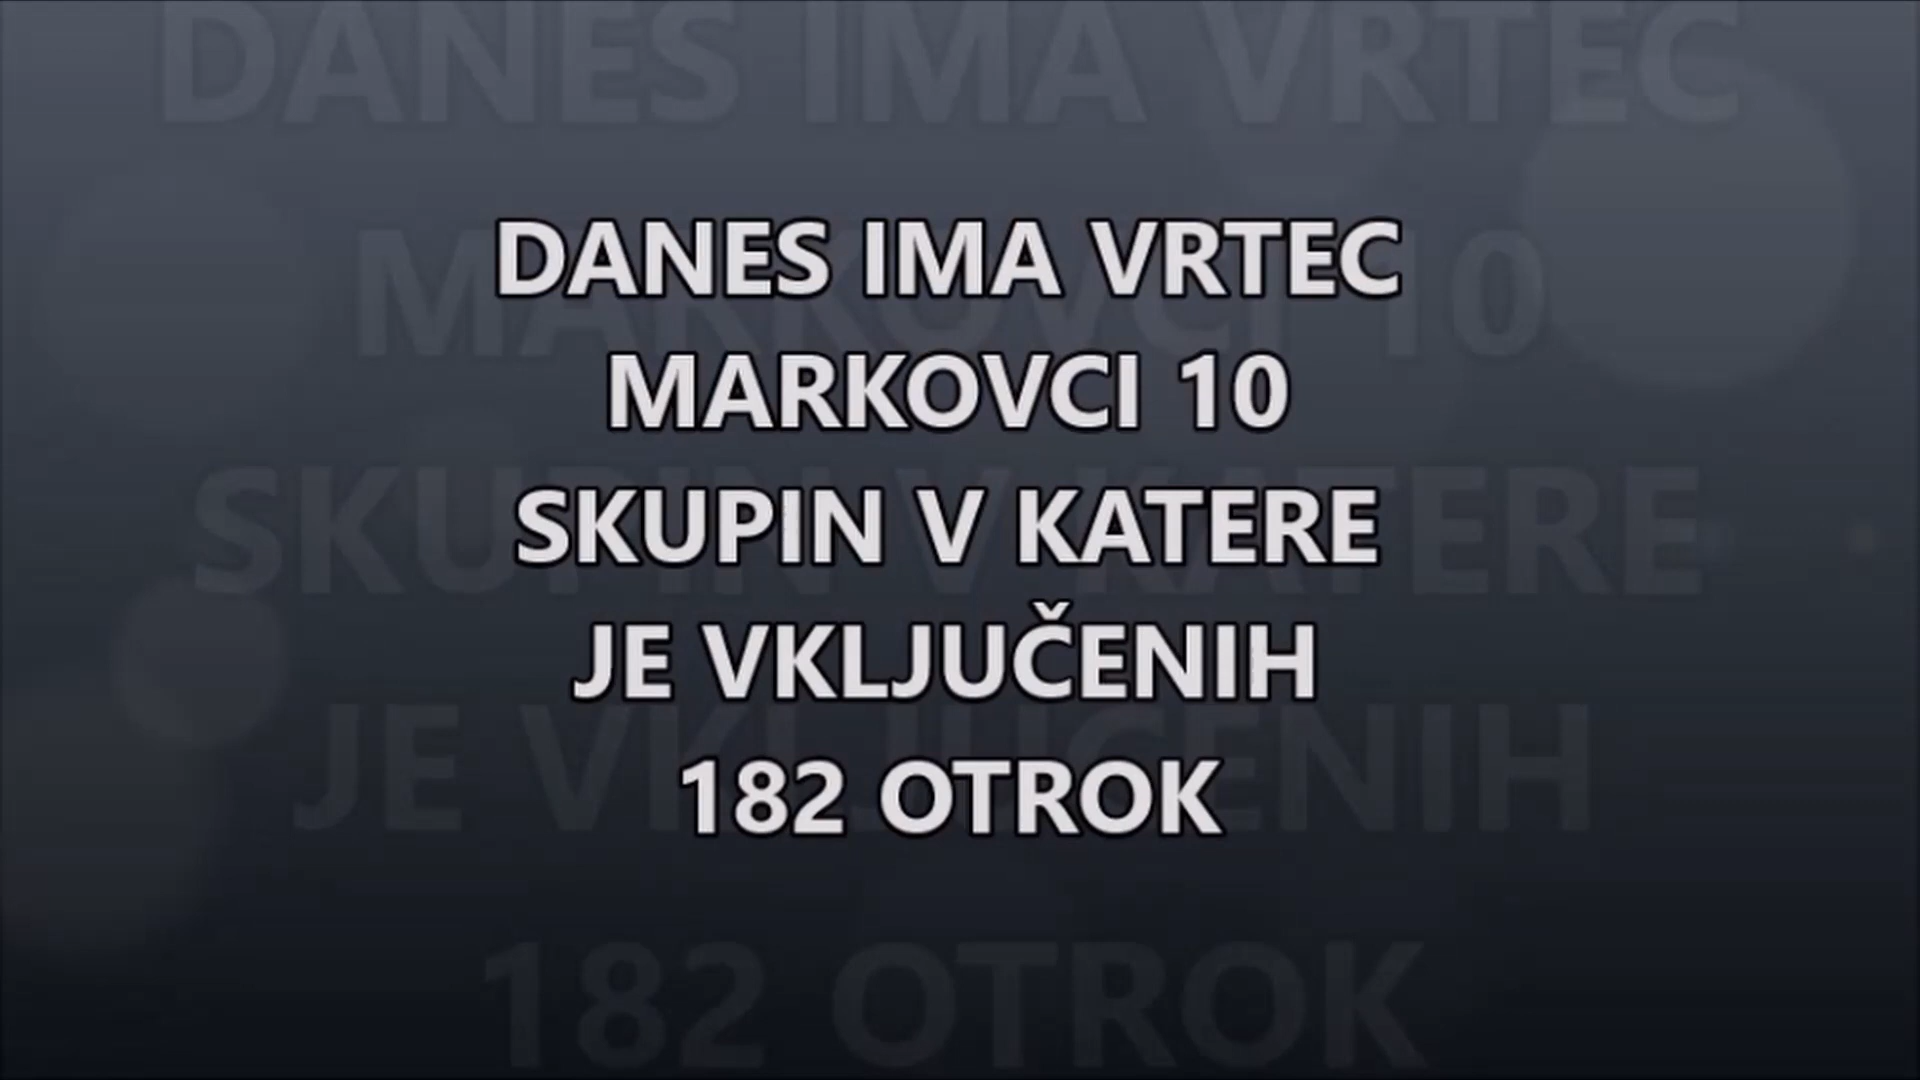 DANES IMA VRTEC
MARKOVCI 10
SKUPIN V KATERE
JE VKLJUČENIH
182 OTROK